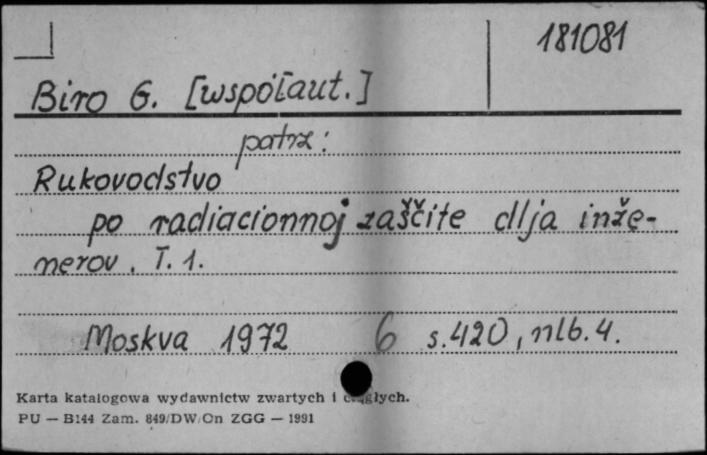 181081
Biro G. [współaut.]
patrz:
Rukovodstvo
po radiacionnoj zaščite dlja inže-
nerov. T. 1.
Moskva 1972 6 s. 420, nlb. 4.
Karta katalogowa wydawnictw zwartych i ciągłych.
PU — B144 Zam. 849/DW/On ZGG — 1991